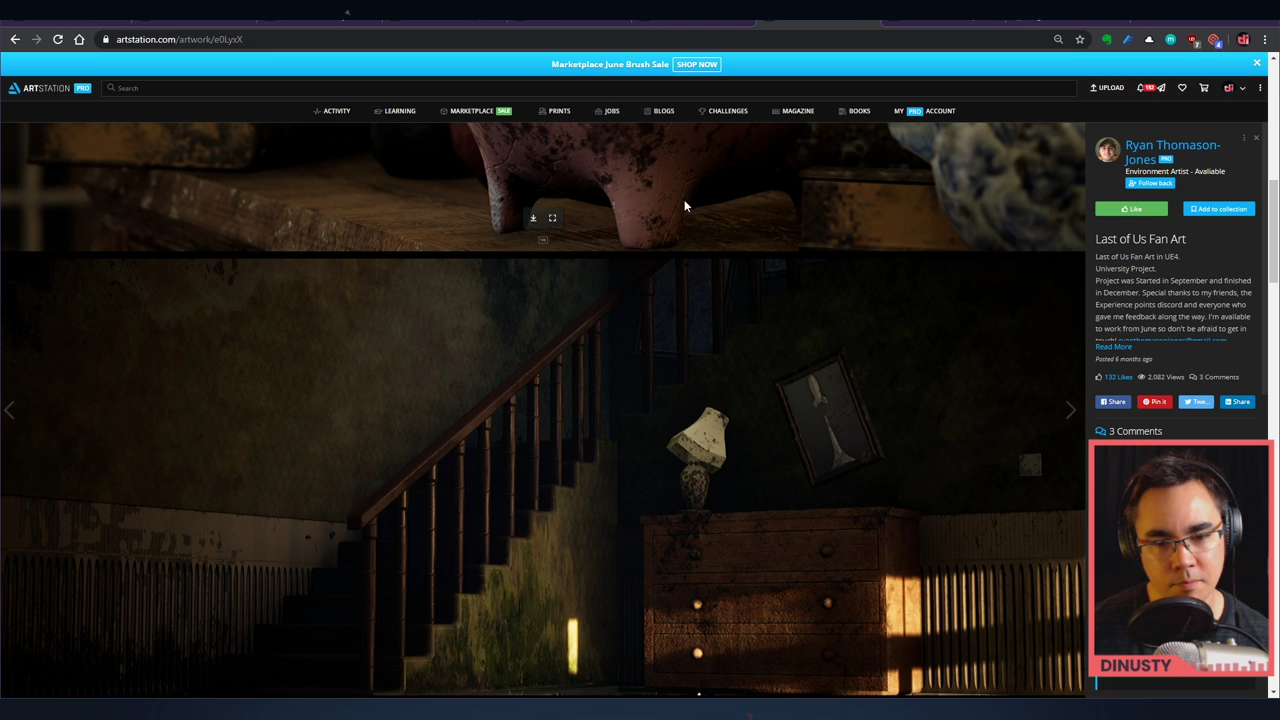 artstation.com/artwork/e0LyxX
Marketplace June Brush Sale
SHOP NOW
ARTSTATION PRO
Search
UPLOAD
ACTIVITY
LEARNING
MARKETPLACE SALE
PRINTS
JOBS
BLOGS
CHALLENGES
MAGAZINE
BOOKS
MY PRO ACCOUNT
Ryan Thomason-
Jones PRO
Environment Artist - Avaliable
Follow back
Like
Add to collection
Last of Us Fan Art
Last of Us Fan Art in UE4.
University Project.
Project was Started in September and finished
in December. Special thanks to my friends, the
Experience points discord and everyone who
gave me feedback along the way. I'm available
to work from June so don't be afraid to get in
Read More
Posted 6 months ago
132 Likes 2,082 Views 3 Comments
Share
Pin it
Twe...
Share
3 Comments
DINUSTY